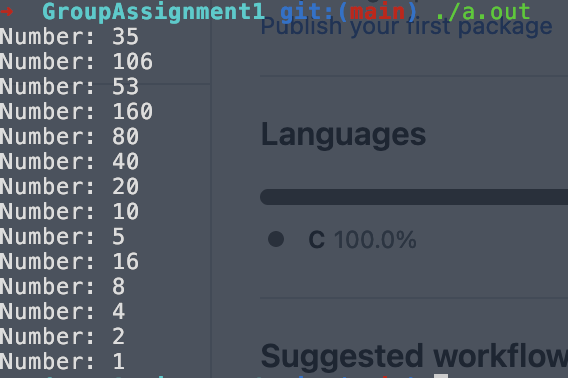 → GroupAssignment1 git:(main) ./a.out
Publish your first package
Number: 35
Number: 106
Number: 53
Number: 160
Number: 80
Number: 40
Number: 20
Number: 10
Number: 5
Number: 16
Number: 8
Number: 4
Number: 2
Number: 1
Languages
C 100.0%
Suggested workflow